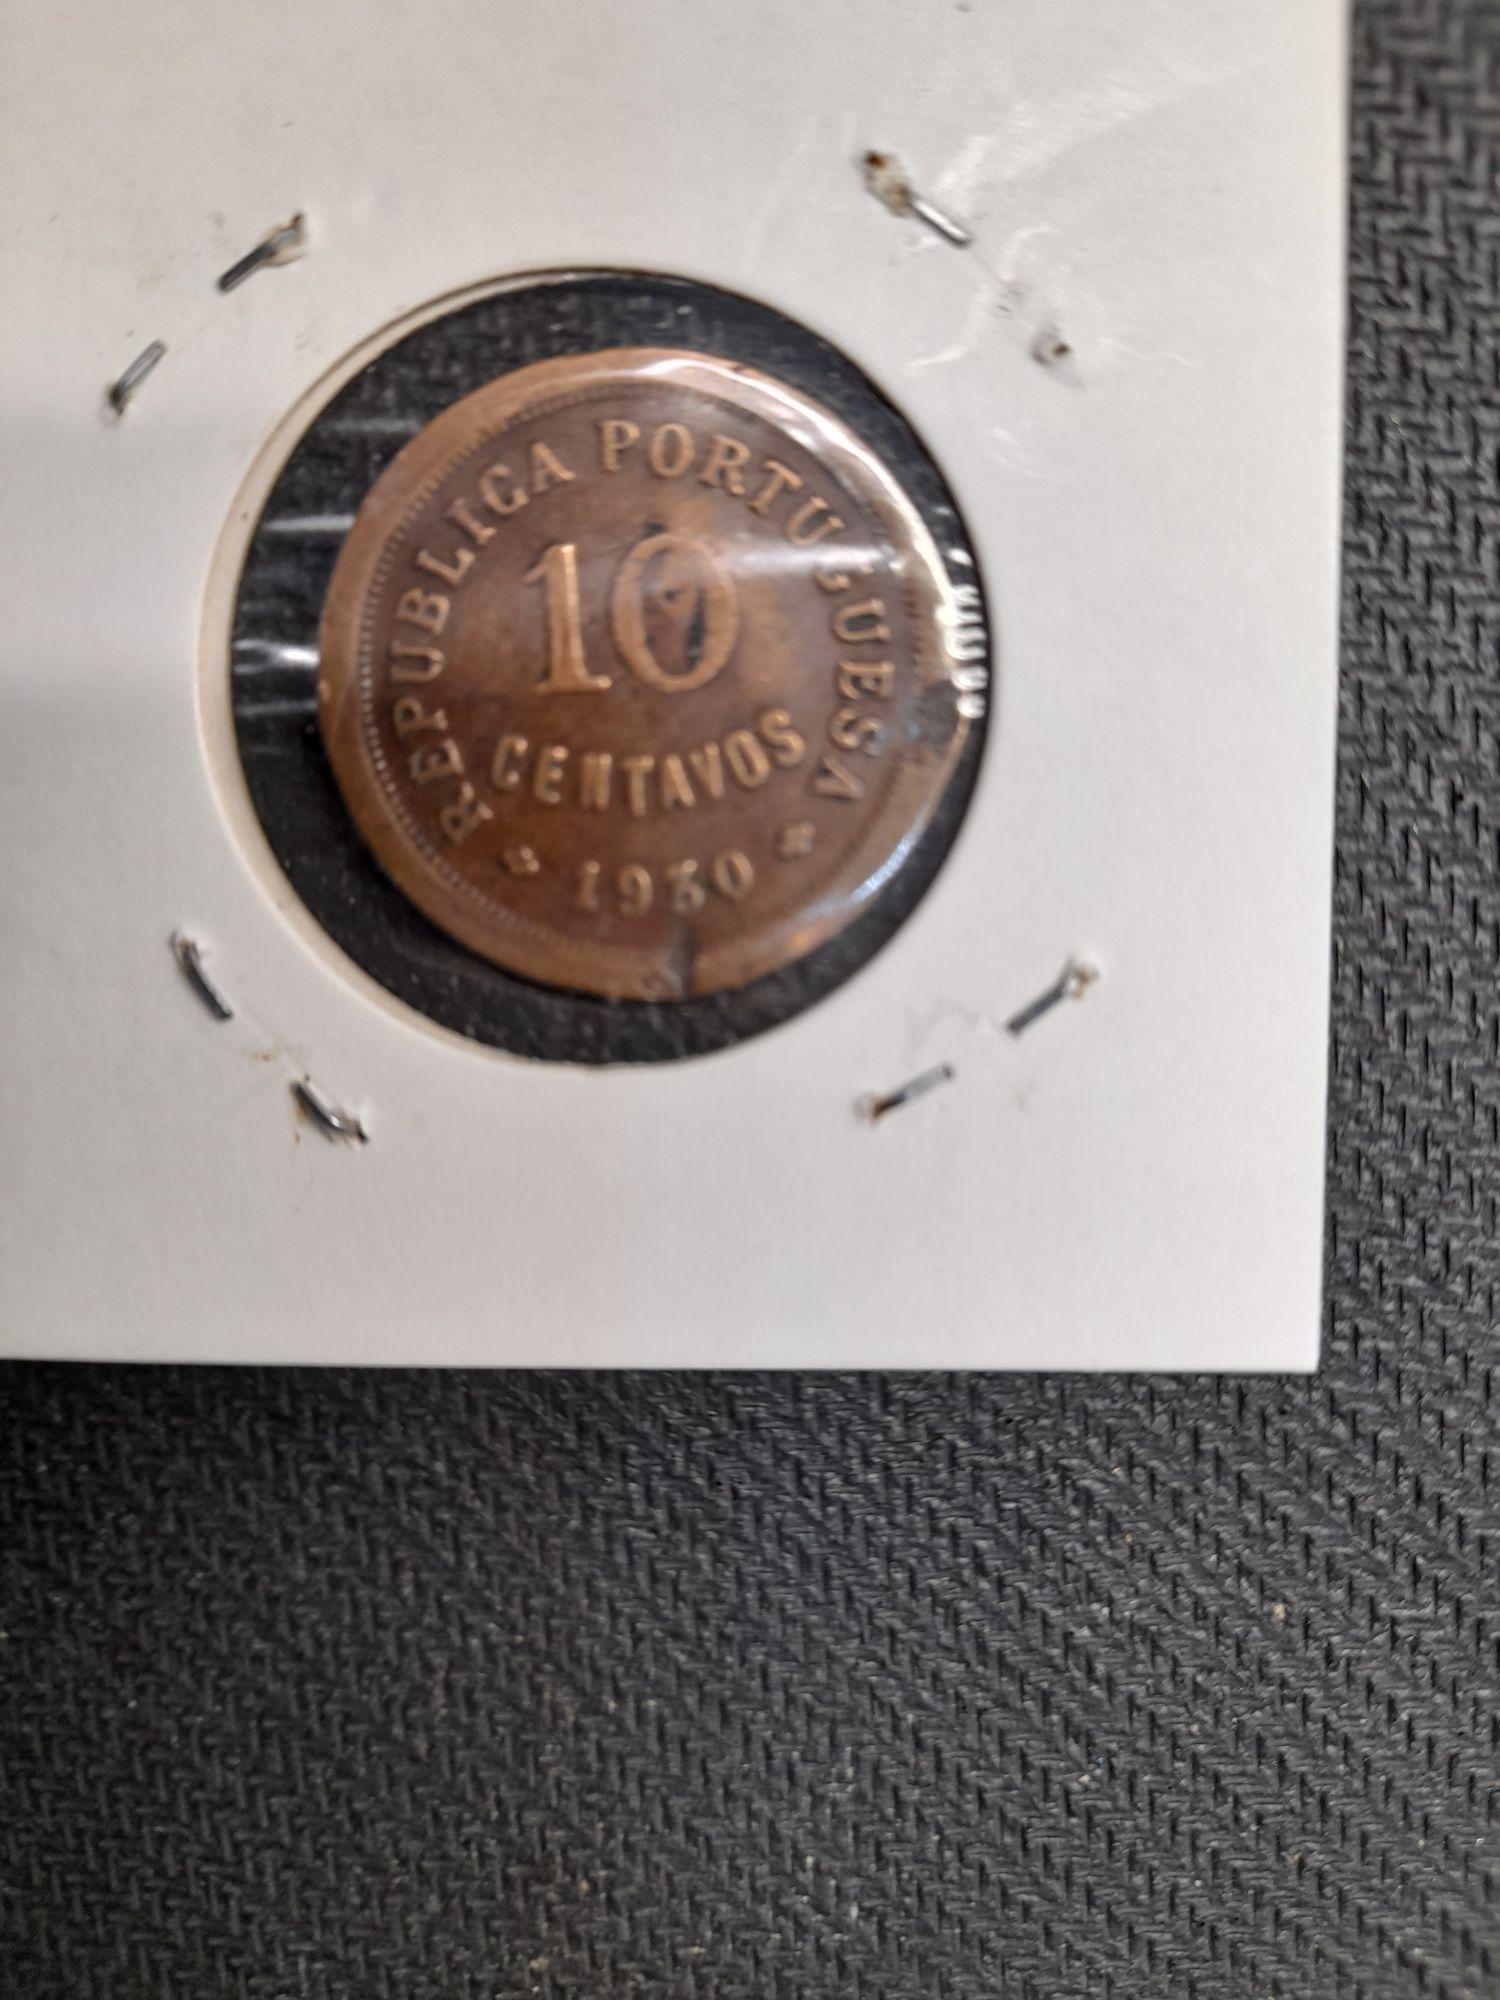 REPUBLICA PORTUGUESA
10
CENTAVOS
1930